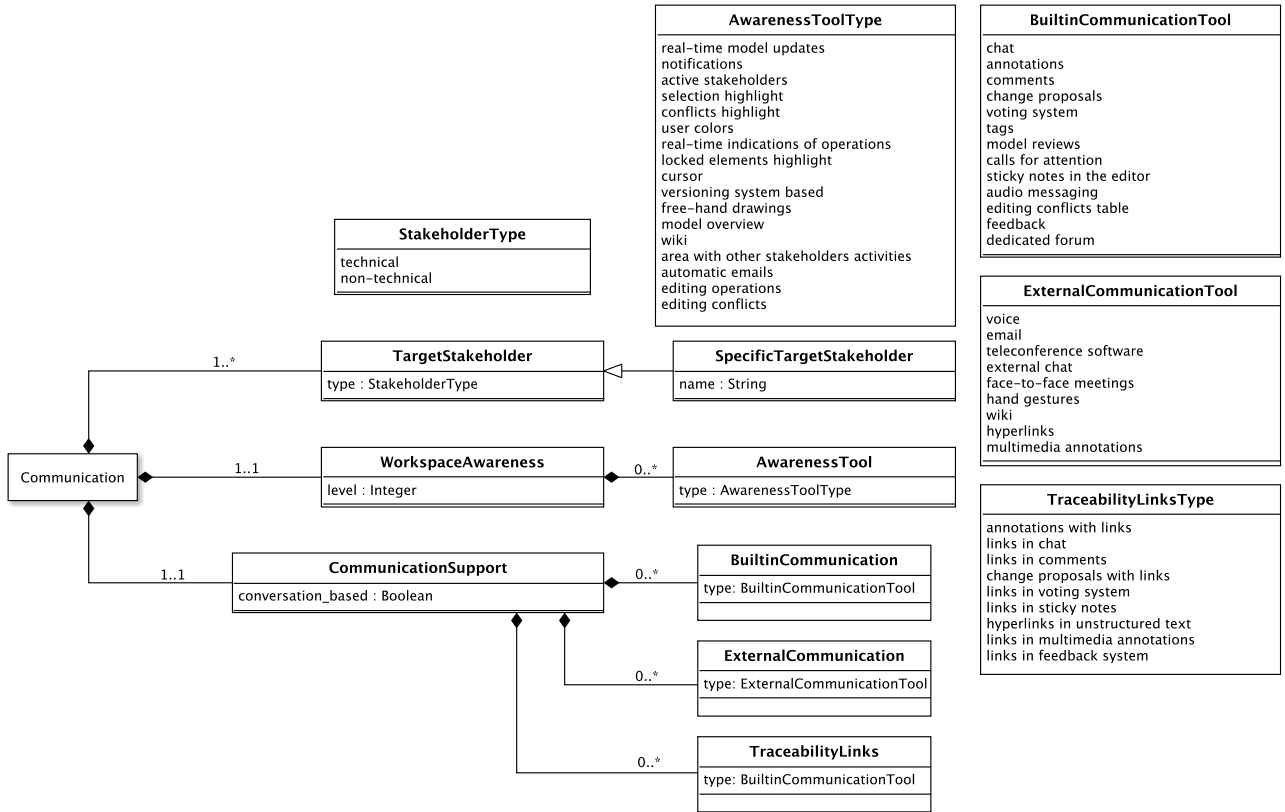 AwarenessToolType
real-time model updates
notifications
active stakeholders
selection highlight
conflicts highlight
user colors
real-time indications of operations
locked elements highlight
cursor
versioning system based
free-hand drawings
model overview
wiki
area with other stakeholders activities
automatic emails
editing operations
editing conflicts
BuiltinCommunicationTool
chat
annotations
comments
change proposals
voting system
tags
model reviews
calls for attention
sticky notes in the editor
audio messaging
editing conflicts table
feedback
dedicated forum
StakeholderType
technical
non-technical
ExternalCommunicationTool
voice
email
teleconference software
external chat
face-to-face meetings
hand gestures
wiki
hyperlinks
multimedia annotations
1..*
TargetStakeholder
type : StakeholderType
SpecificTargetStakeholder
name : String
Communication
1..1
WorkspaceAwareness
level : Integer
0..*
AwarenessTool
type : AwarenessToolType
TraceabilityLinksType
annotations with links
links in chat
links in comments
change proposals with links
links in voting system
links in sticky notes
hyperlinks in unstructured text
links in multimedia annotations
links in feedback system
1..1
CommunicationSupport
conversation_based : Boolean
0..*
BuiltinCommunication
type: BuiltinCommunicationTool
0..*
ExternalCommunication
type: ExternalCommunicationTool
0..*
TraceabilityLinks
type: BuiltinCommunicationTool